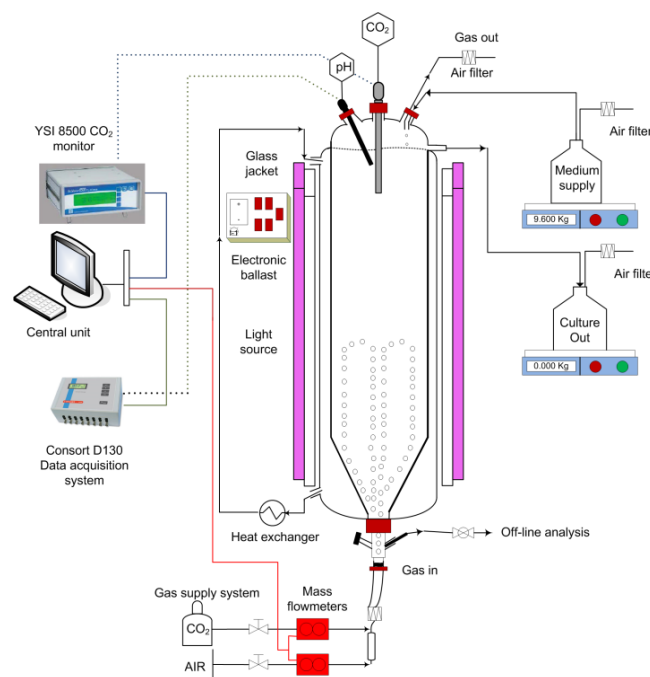 CO2
Gas out
Air filter
pH
YSI 8500 CO2
monitor
Air filter
Glass
jacket
Medium
supply
9.600 Kg
Electronic
ballast
Air filter
Central unit
Light
source
Culture
Out
0.000 Kg
Consort D130
Data acquisition
system
Heat exchanger
Off-line analysis
Gas in
Gas supply system
Mass
flowmeters
CO2
AIR